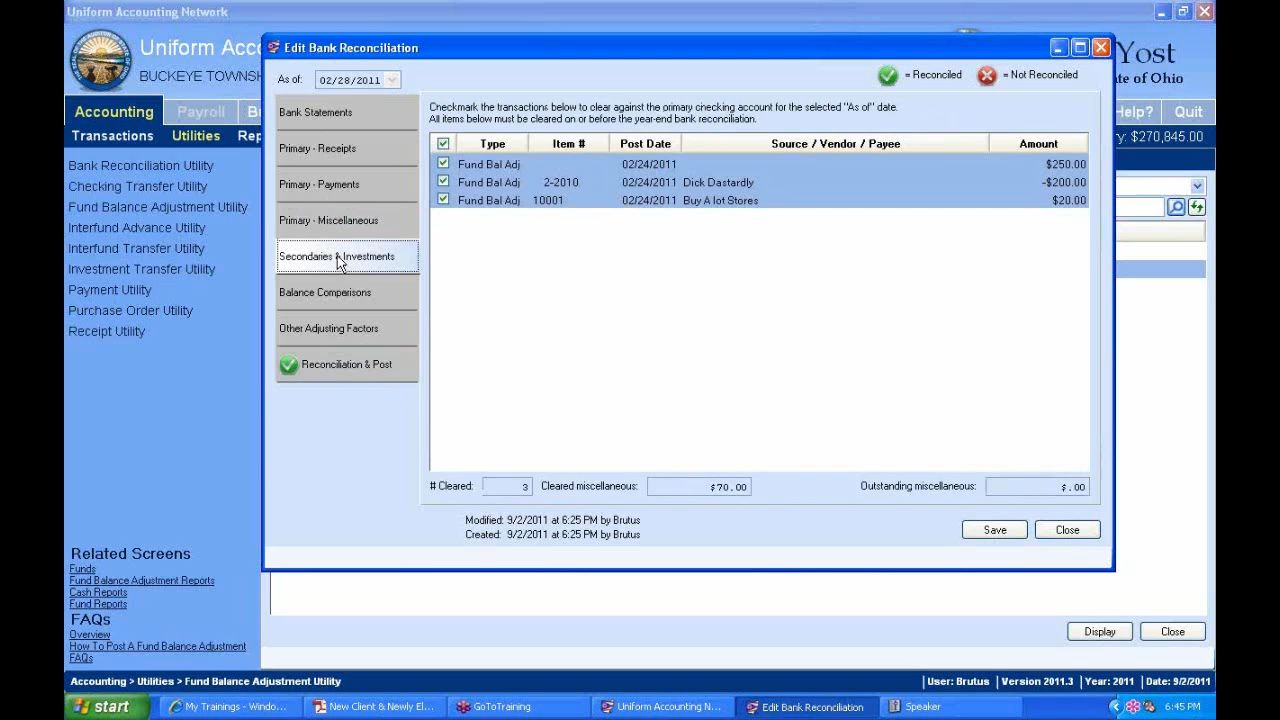 Uniform Accounting Network
Uniform Acco
Yost
BUCKEYE TOWNSH
te of Ohio
Edit Bank Reconciliation
As of: 02/28/2011
= Reconciled
= Not Reconciled
Accounting Payroll B
Help? Quit
Transactions Utilities Rep
ry: $270,845.00
Bank Reconciliation Utility
Checking Transfer Utility
Fund Balance Adjustment Utility
Interfund Advance Utility
Interfund Transfer Utility
Investment Transfer Utility
Payment Utility
Purchase Order Utility
Receipt Utility
Bank Statements
Primary - Receipts
Primary - Payments
Primary - Miscellaneous
Secondaries & Investments
Balance Comparisons
Other Adjusting Factors
Reconciliation & Post
Checkmark the transactions below to clear against the primary checking account for the selected "As of" date.
All items below must be cleared on or before the year-end bank reconciliation.
Type Item # Post Date Source / Vendor / Payee Amount
Fund Bal Adj 02/24/2011 $250.00
Fund Bal Adj 2-2010 02/24/2011 Dick Dastardly -$200.00
Fund Bal Adj 10001 02/24/2011 Buy A lot Stores $20.00
# Cleared: 3 Cleared miscellaneous: $70.00 Outstanding miscellaneous: $.00
Modified: 9/2/2011 at 6:25 PM by Brutus
Created: 9/2/2011 at 6:25 PM by Brutus
Save Close
Related Screens
Funds
Fund Balance Adjustment Reports
Cash Reports
Fund Reports
FAQs
Overview
How To Post A Fund Balance Adjustment
FAQs
Display Close
Accounting > Utilities > Fund Balance Adjustment Utility
User: Brutus Version 2011.3 Year: 2011 Date: 9/2/2011
start My Trainings - Windo... New Client & Newly El... GoToTraining Uniform Accounting N... Edit Bank Reconciliation Speaker 6:45 PM